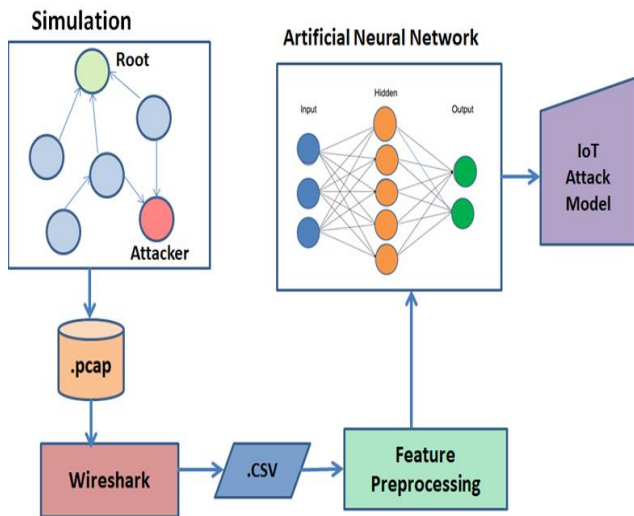 Simulation
Root
Attacker
.pcap
Wireshark
.CSV
Feature
Preprocessing
Artificial Neural Network
Input
Hidden
Output
IoT
Attack
Model